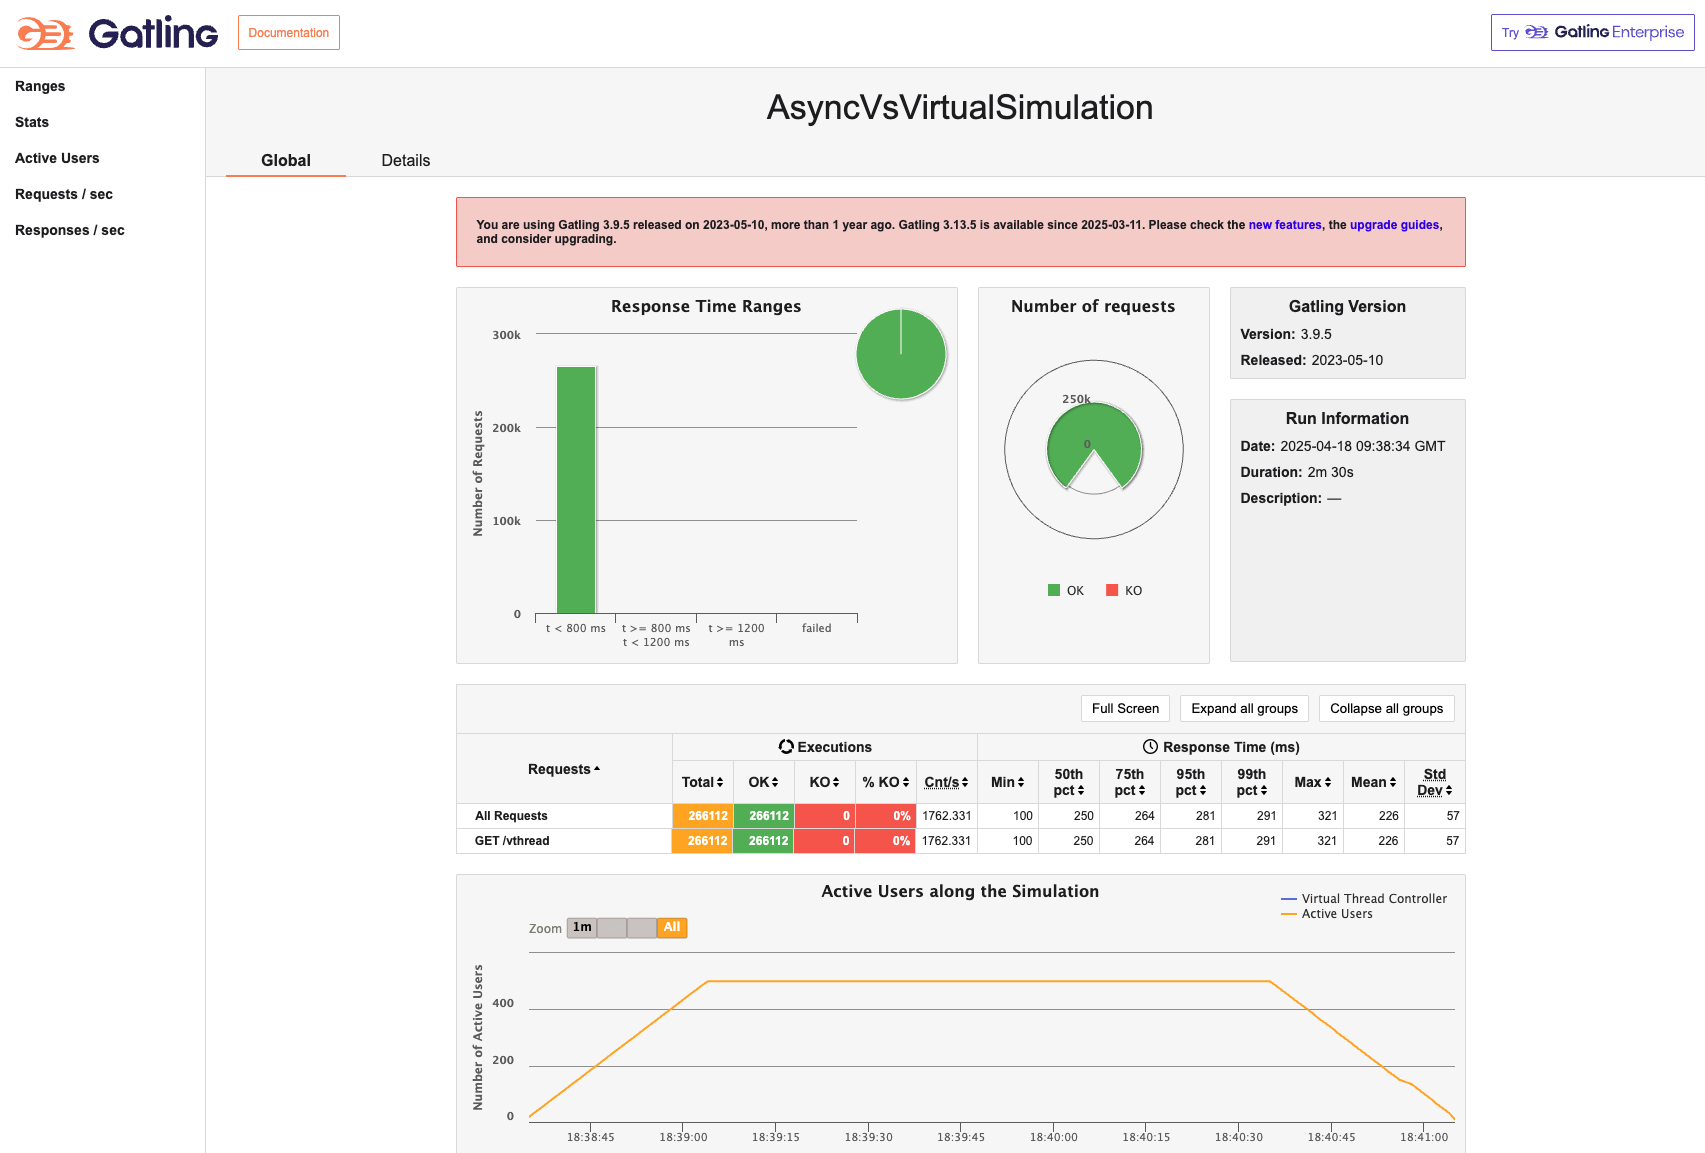 Gatling
Documentation
Try Gatling Enterprise
Ranges
Stats
Active Users
Requests / sec
Responses / sec
AsyncVsVirtualSimulation
Global
Details
You are using Gatling 3.9.5 released on 2023-05-10, more than 1 year ago. Gatling 3.13.5 is available since 2025-03-11. Please check the new features, the upgrade guides,
and consider upgrading.
Response Time Ranges
Number of Requests
300k
200k
100k
0
t < 800 ms
t >= 800 ms
t < 1200 ms
t >= 1200
ms
failed
Number of requests
250k
0
OK
KO
Gatling Version
Version: 3.9.5
Released: 2023-05-10
Run Information
Date: 2025-04-18 09:38:34 GMT
Duration: 2m 30s
Description: —
Full Screen
Expand all groups
Collapse all groups
Requests
Executions
Response Time (ms)
Total OK KO % KO Cnt/s Min 50th pct 75th pct 95th pct 99th pct Max Mean Std Dev
All Requests 266112 266112 0 0% 1762.331 100 250 264 281 291 321 226 57
GET /vthread 266112 266112 0 0% 1762.331 100 250 264 281 291 321 226 57
Active Users along the Simulation
Virtual Thread Controller
Active Users
Zoom 1m All
Number of Active Users
400
200
0
18:38:45 18:39:00 18:39:15 18:39:30 18:39:45 18:40:00 18:40:15 18:40:30 18:40:45 18:41:00